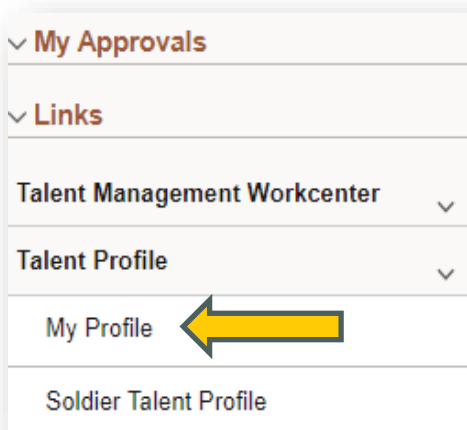 My Approvals
Links
Talent Management Workcenter
Talent Profile
My Profile
Soldier Talent Profile